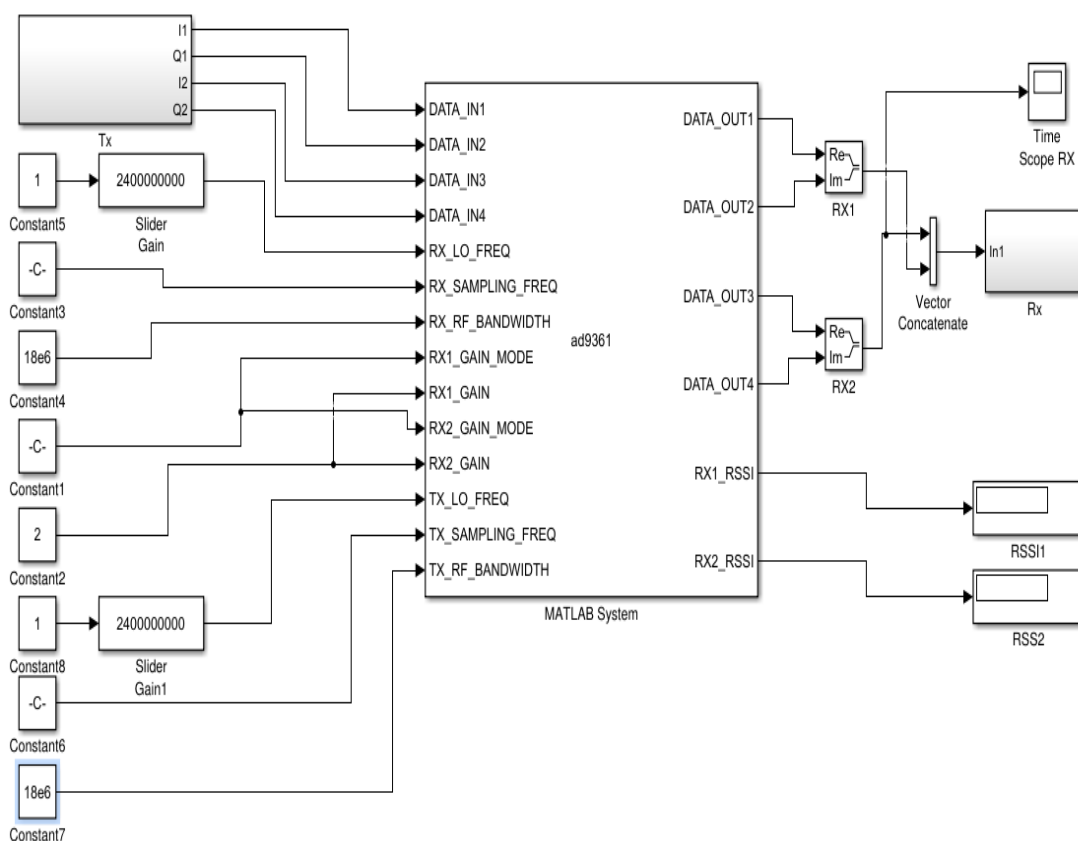 I1
Q1
I2
Q2
Tx
1
Constant5
2400000000
Slider
Gain
-C-
Constant3
18e6
Constant4
-C-
Constant1
2
Constant2
1
Constant8
2400000000
Slider
Gain1
-C-
Constant6
18e6
Constant7
DATA_IN1
DATA_IN2
DATA_IN3
DATA_IN4
RX_LO_FREQ
RX_SAMPLING_FREQ
RX_RF_BANDWIDTH
RX1_GAIN_MODE
RX1_GAIN
RX2_GAIN_MODE
RX2_GAIN
TX_LO_FREQ
TX_SAMPLING_FREQ
TX_RF_BANDWIDTH
ad9361
DATA_OUT1
DATA_OUT2
DATA_OUT3
DATA_OUT4
RX1_RSSI
RX2_RSSI
MATLAB System
Re
Im
RX1
Re
Im
RX2
Vector
Concatenate
Time
Scope RX
In1
Rx
RSSI1
RSS2